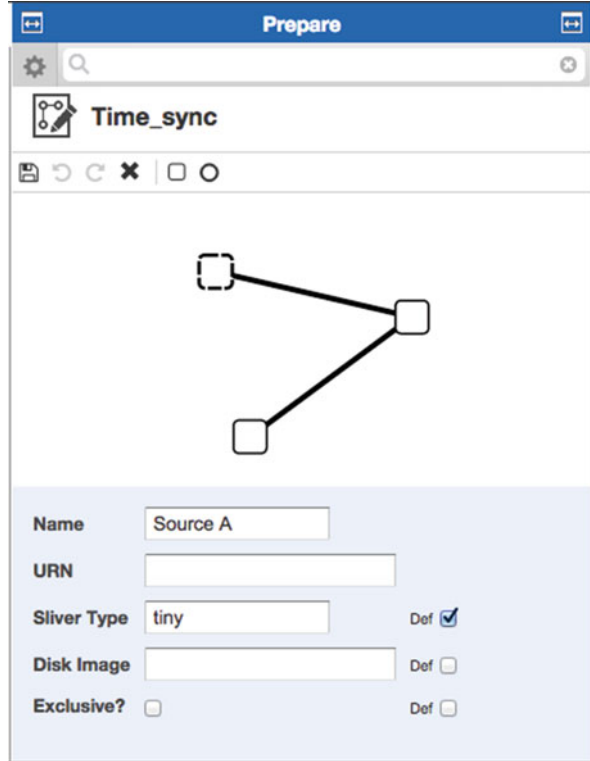 Prepare
Time_sync
Name Source A
URN
Sliver Type tiny Def
Disk Image Def
Exclusive? Def